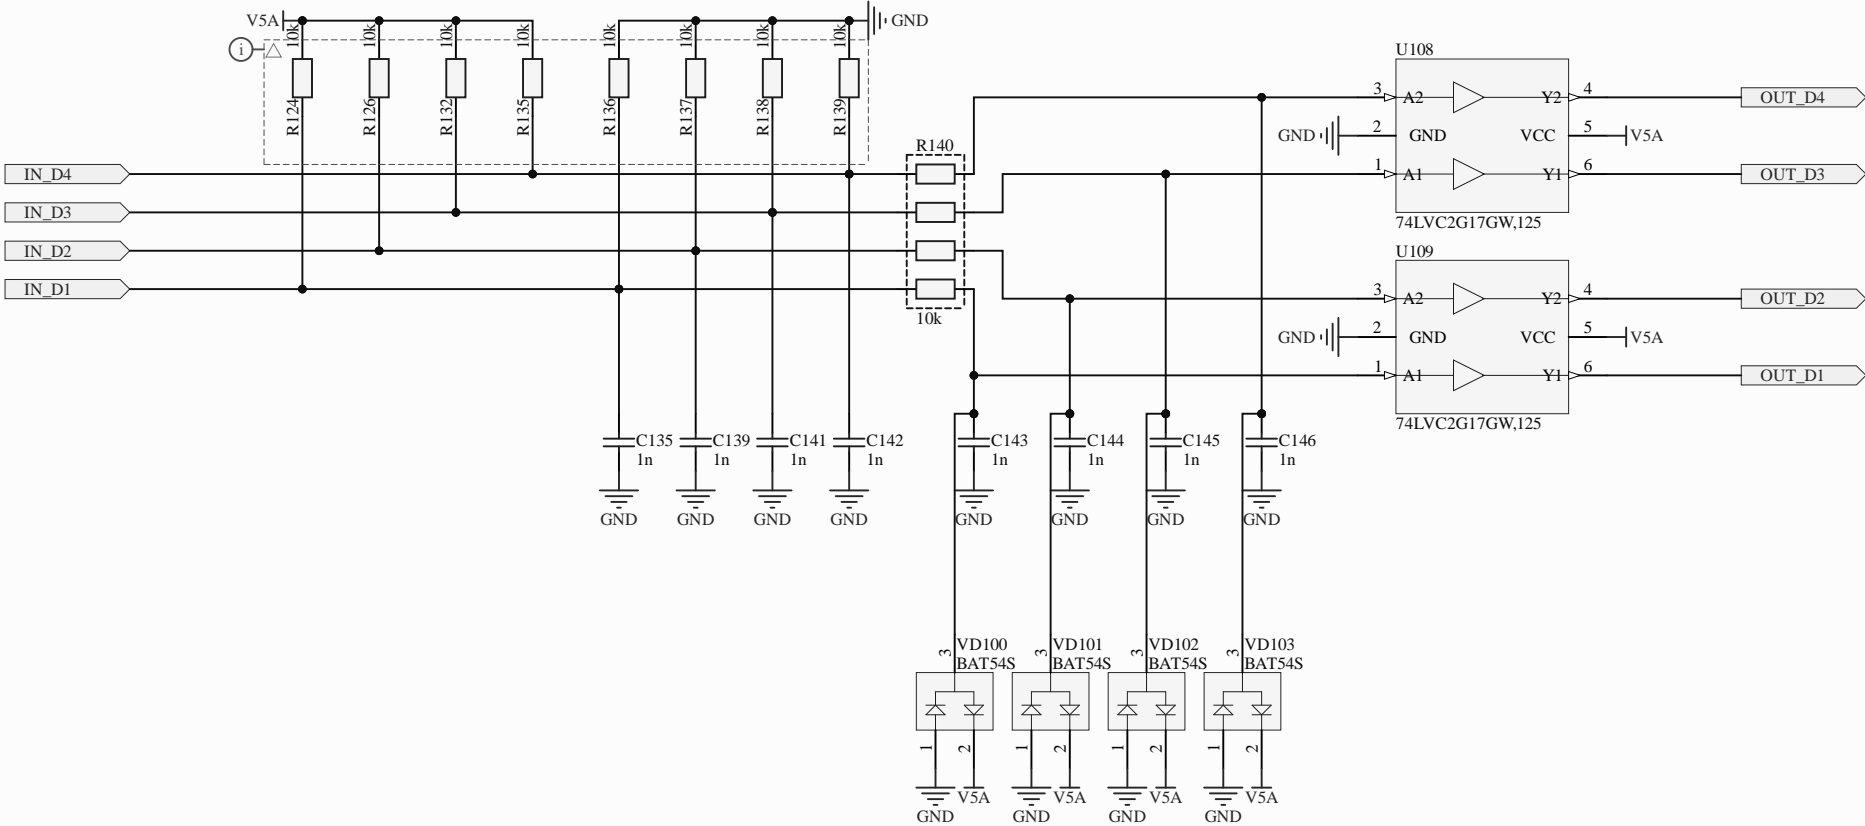 V5A
10k
10k
10k
10k
10k
10k
10k
10k
GND
i
R124
R126
R132
R135
R136
R137
R138
R139
IN_D4
IN_D3
IN_D2
IN_D1
R140
10k
U108
3 A2 Y2 4
GND 2 GND VCC 5 V5A
1 A1 Y1 6
74LVC2G17GW,125
OUT_D4
OUT_D3
U109
3 A2 Y2 4
GND 2 GND VCC 5 V5A
1 A1 Y1 6
74LVC2G17GW,125
OUT_D2
OUT_D1
C135
1n
GND
C139
1n
GND
C141
1n
GND
C142
1n
GND
C143
1n
GND
C144
1n
GND
C145
1n
GND
C146
1n
GND
VD100
BAT54S
3
1
2
GND
V5A
VD101
BAT54S
3
1
2
GND
V5A
VD102
BAT54S
3
1
2
GND
V5A
VD103
BAT54S
3
1
2
GND
V5A